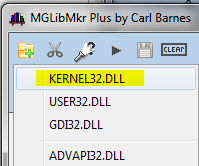 MGLibMkr Plus by Carl Barnes
CLEAR
KERNEL32.DLL
USER32.DLL
GDI32.DLL
ADVAPI32.DLL